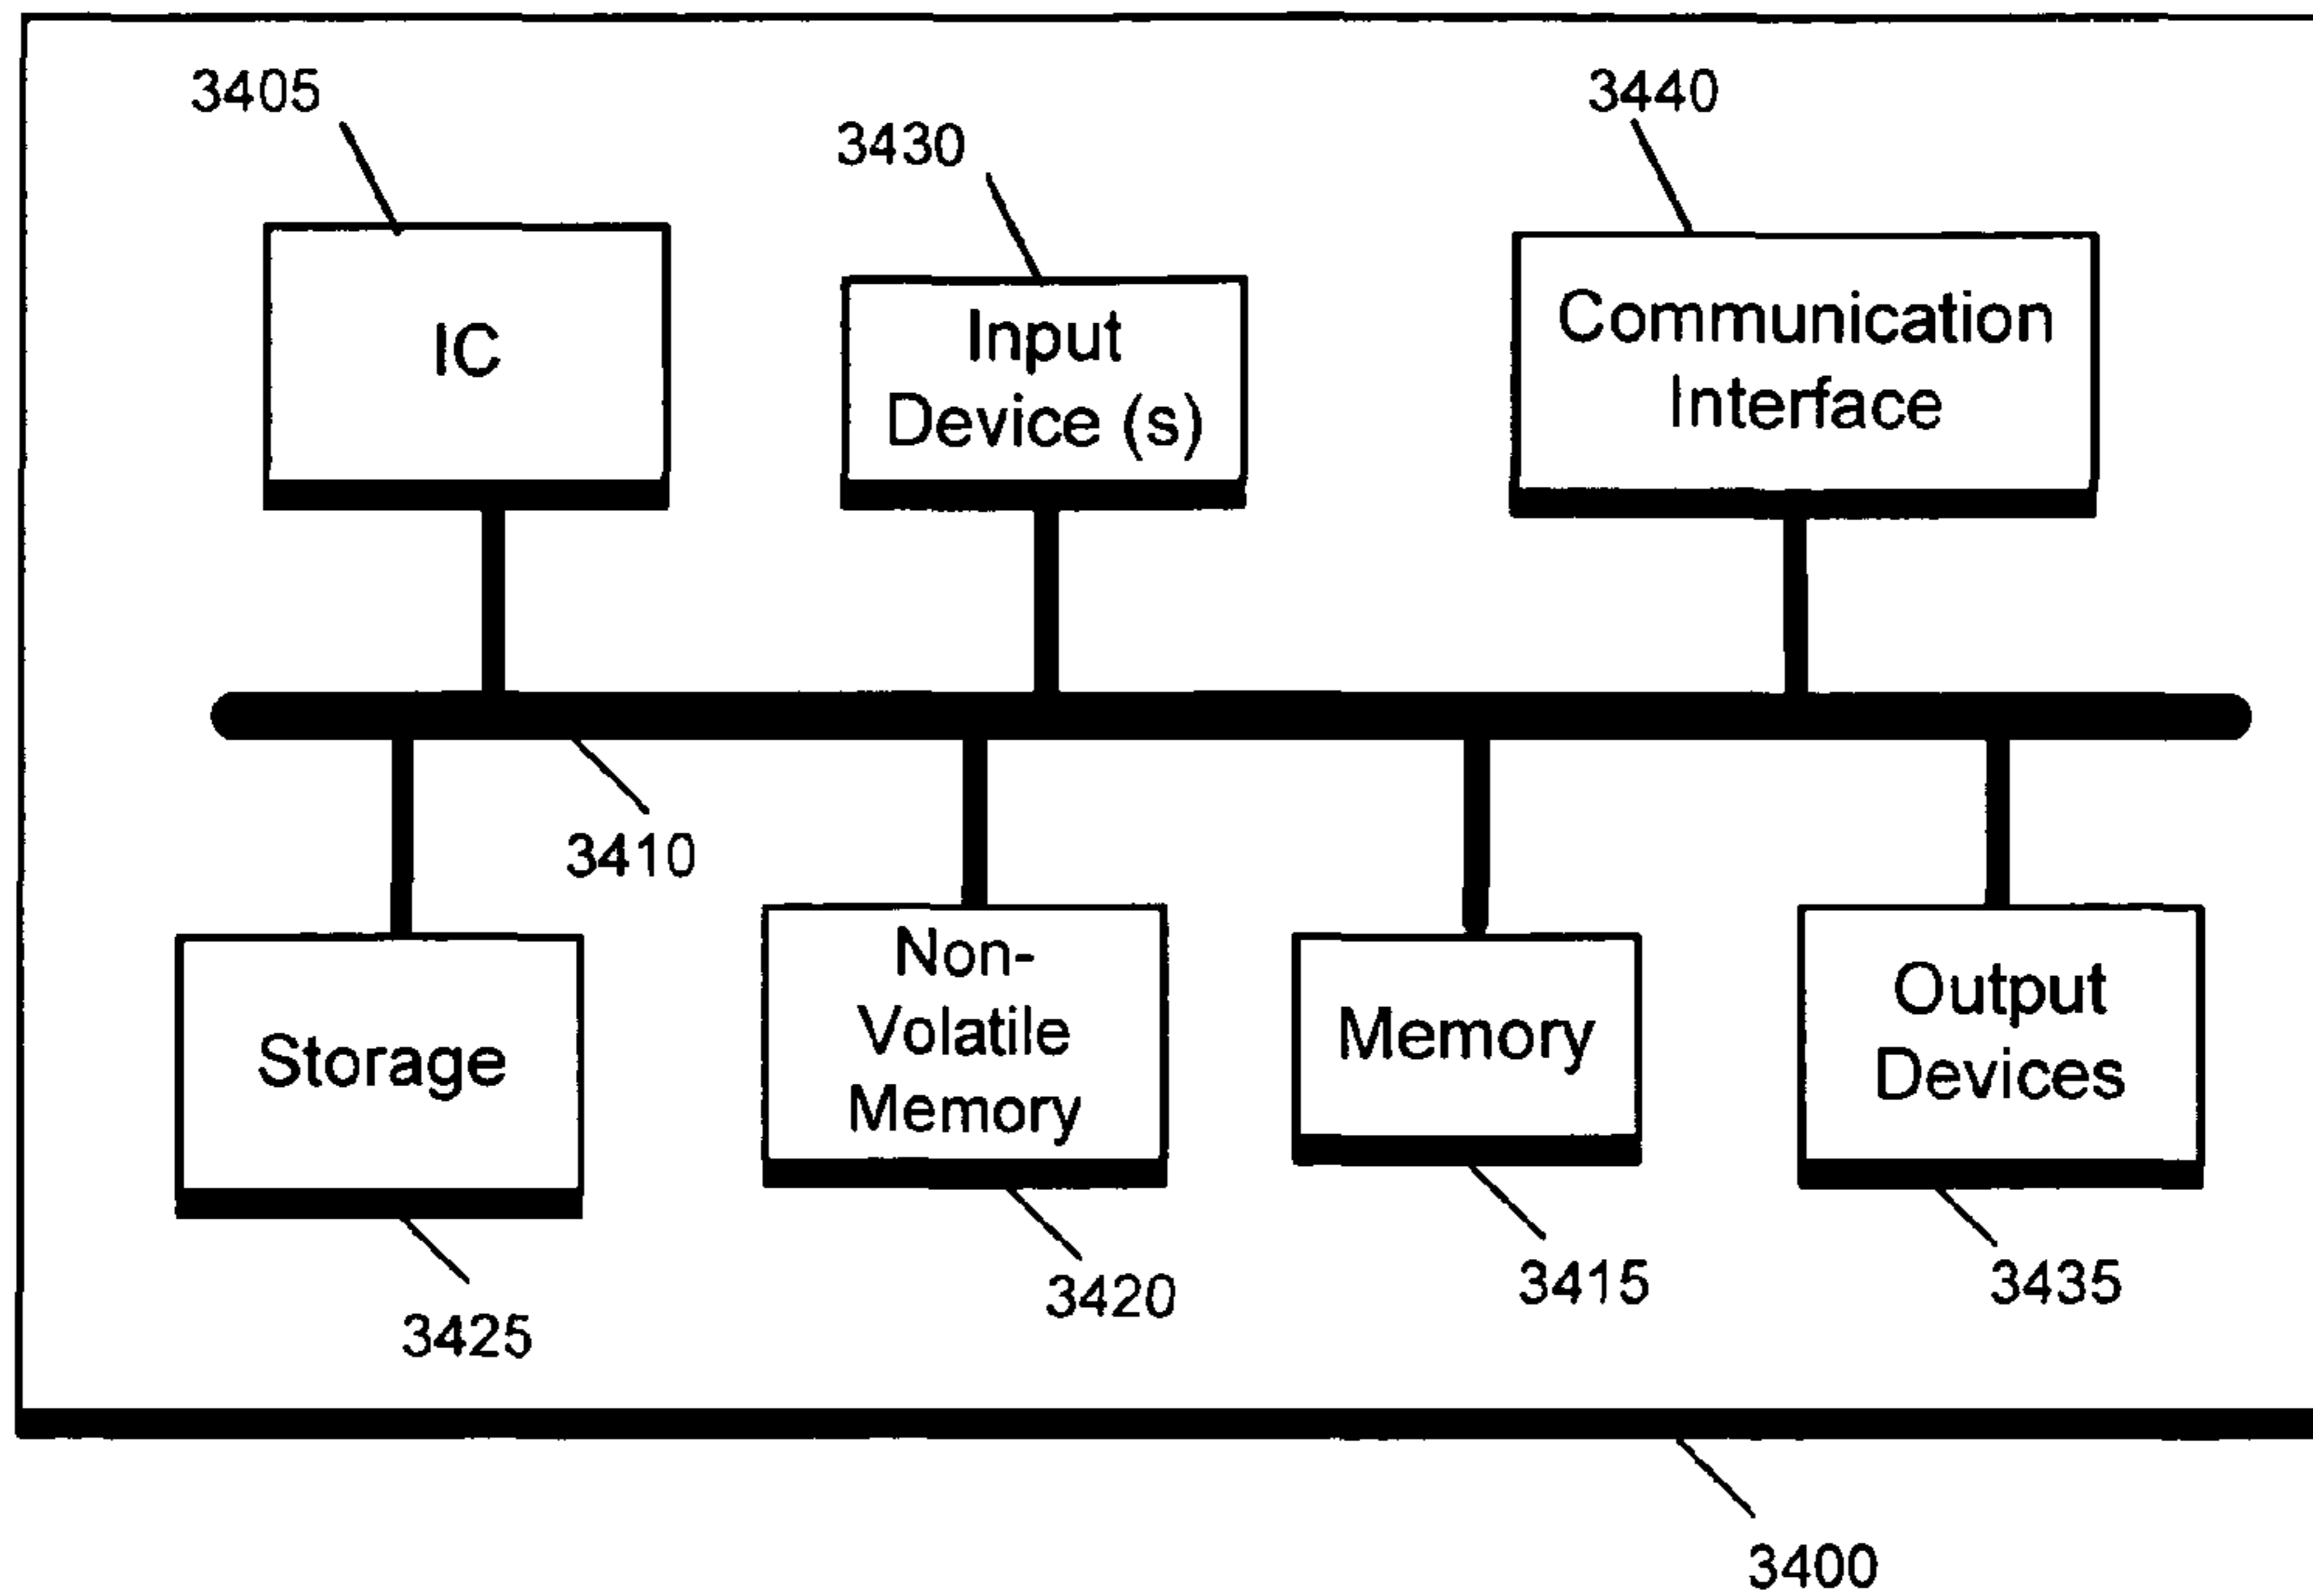 3405
3430
3440
IC
Input
Device (s)
Communication
Interface
3410
Storage
Non-
Volatile
Memory
Memory
Output
Devices
3425
3420
3415
3435
3400